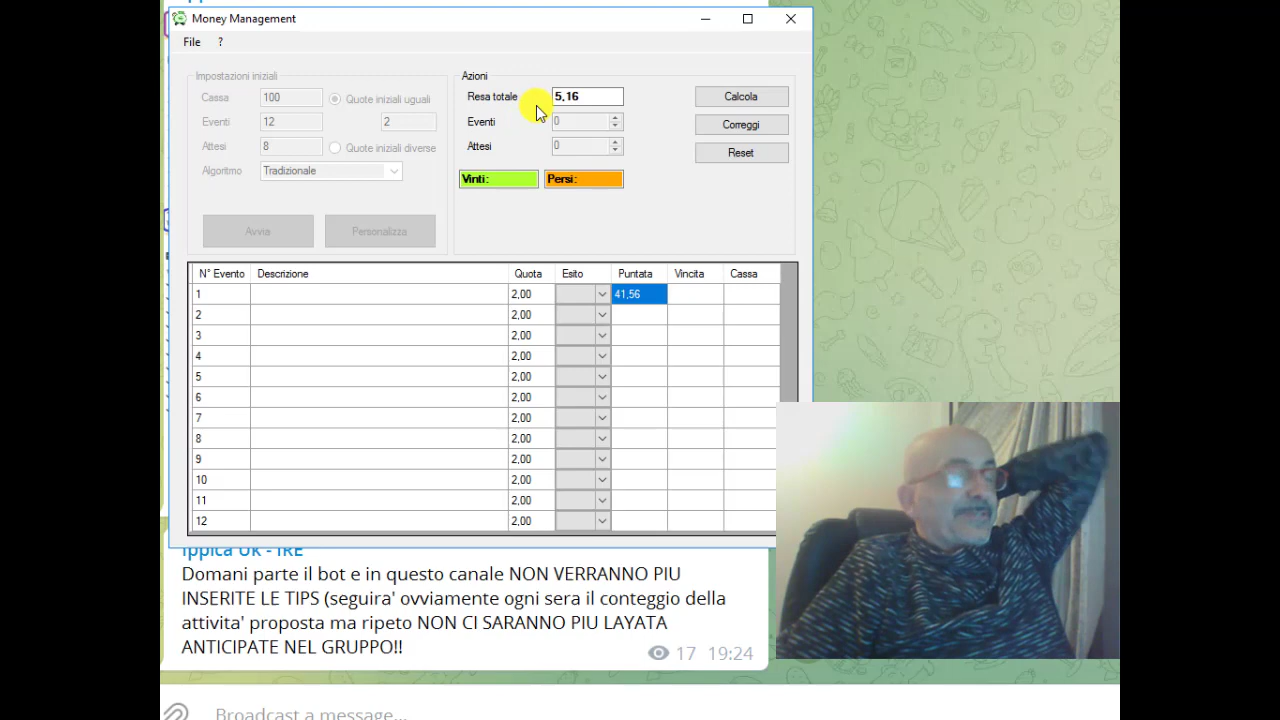 Money Management
File ?
Impostazioni iniziali
Cassa 100 Quote iniziali uguali
Eventi 12 2
Attesi 8 Quote iniziali diverse
Algoritmo Tradizionale
Avvia Personalizza
Azioni
Resa totale 5,16 Calcola
Eventi 0 Correggi
Attesi 0 Reset
Vinti: Persi:
N° Evento Descrizione Quota Esito Puntata Vincita Cassa
1 2,00 41,56
2 2,00
3 2,00
4 2,00
5 2,00
6 2,00
7 2,00
8 2,00
9 2,00
10 2,00
11 2,00
12 2,00
Ippica UK - IRE
Domani parte il bot e in questo canale NON VERRANNO PIU
INSERITE LE TIPS (seguira' ovviamente ogni sera il conteggio della
attivita' proposta ma ripeto NON CI SARANNO PIU LAYATA
ANTICIPATE NEL GRUPPO!!
17 19:24
Broadcast a message...